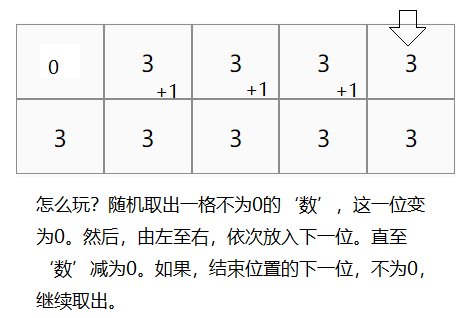 0 3 3 3 3
+1 +1 +1
3 3 3 3 3
怎么玩？随机取出一格不为0的‘数’，这一位变
为0。然后，由左至右，依次放入下一位。直至
‘数’减为0。如果，结束位置的下一位，不为0，
继续取出。